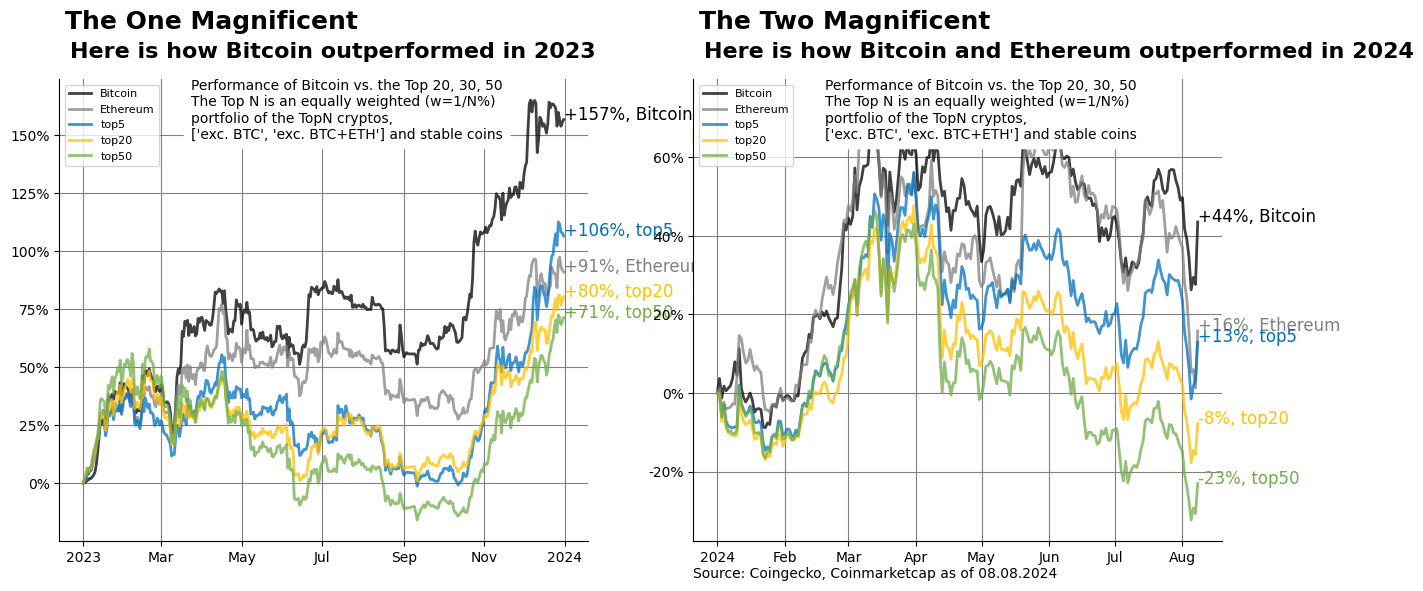 The One Magnificent
Here is how Bitcoin outperformed in 2023
Bitcoin
Ethereum
top5
top20
top50
Performance of Bitcoin vs. the Top 20, 30, 50
The Top N is an equally weighted (w=1/N%)
portfolio of the TopN cryptos,
['exc. BTC', 'exc. BTC+ETH'] and stable coins
150%
125%
100%
75%
50%
25%
0%
+157%, Bitcoin
+106%, top5
+91%, Ethereum
+80%, top20
+71%, top50
2023
Mar
May
Jul
Sep
Nov
2024
The Two Magnificent
Here is how Bitcoin and Ethereum outperformed in 2024
Bitcoin
Ethereum
top5
top20
top50
Performance of Bitcoin vs. the Top 20, 30, 50
The Top N is an equally weighted (w=1/N%)
portfolio of the TopN cryptos,
['exc. BTC', 'exc. BTC+ETH'] and stable coins
60%
40%
20%
0%
-20%
+44%, Bitcoin
+16%, Ethereum
+13%, top5
-8%, top20
-23%, top50
2024
Feb
Mar
Apr
May
Jun
Jul
Aug
Source: Coingecko, Coinmarketcap as of 08.08.2024